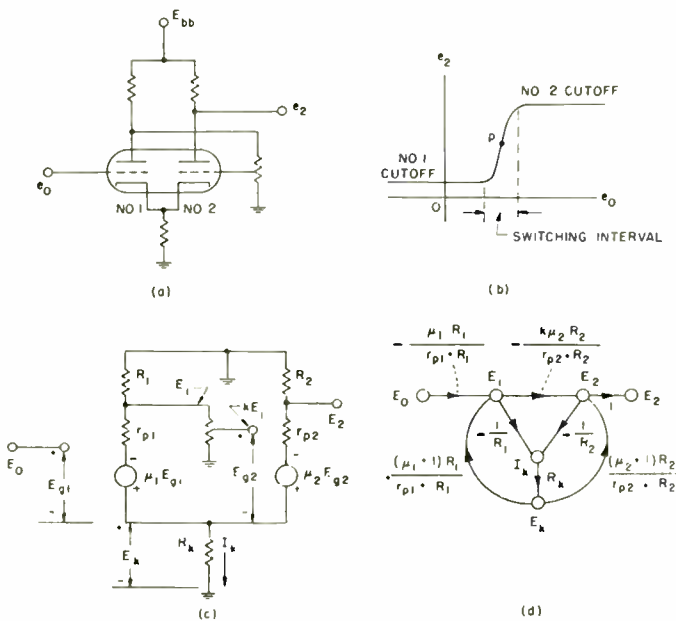 E_bb
e_2
e_0
NO 1 NO 2
(a)
e_2
NO 2 CUTOFF
P
NO 1
CUTOFF
0
e_0
SWITCHING INTERVAL
(b)
R_1
R_2
E_1
kE_1
E_2
r_p1
r_p2
E_0
E_g1
μ_1 E_g1
E_g2
μ_2 E_g2
E_k
R_k
I_k
(c)
- μ_1 R_1 / r_p1 + R_1
- kμ_2 R_2 / r_p2 + R_2
E_0
E_1
E_2
1
E_2
- 1/R_1
- 1/R_2
I_k
R_k
(μ_1 + 1) R_1 / r_p1 + R_1
(μ_2 + 1) R_2 / r_p2 + R_2
E_k
(d)